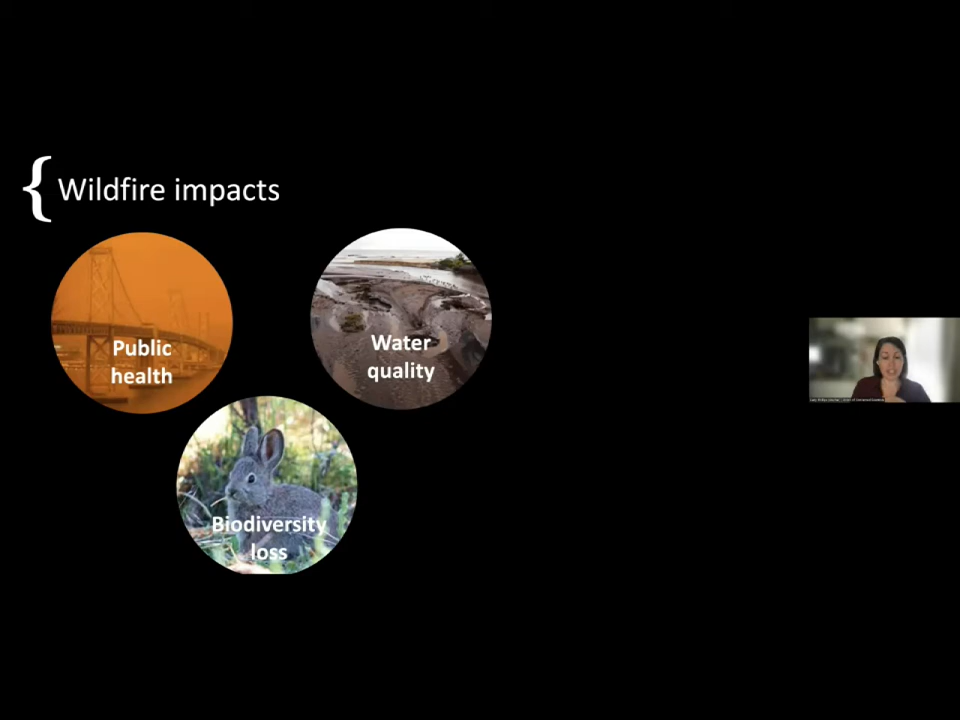 { Wildfire impacts
Public
health
Water
quality
Biodiversity
loss